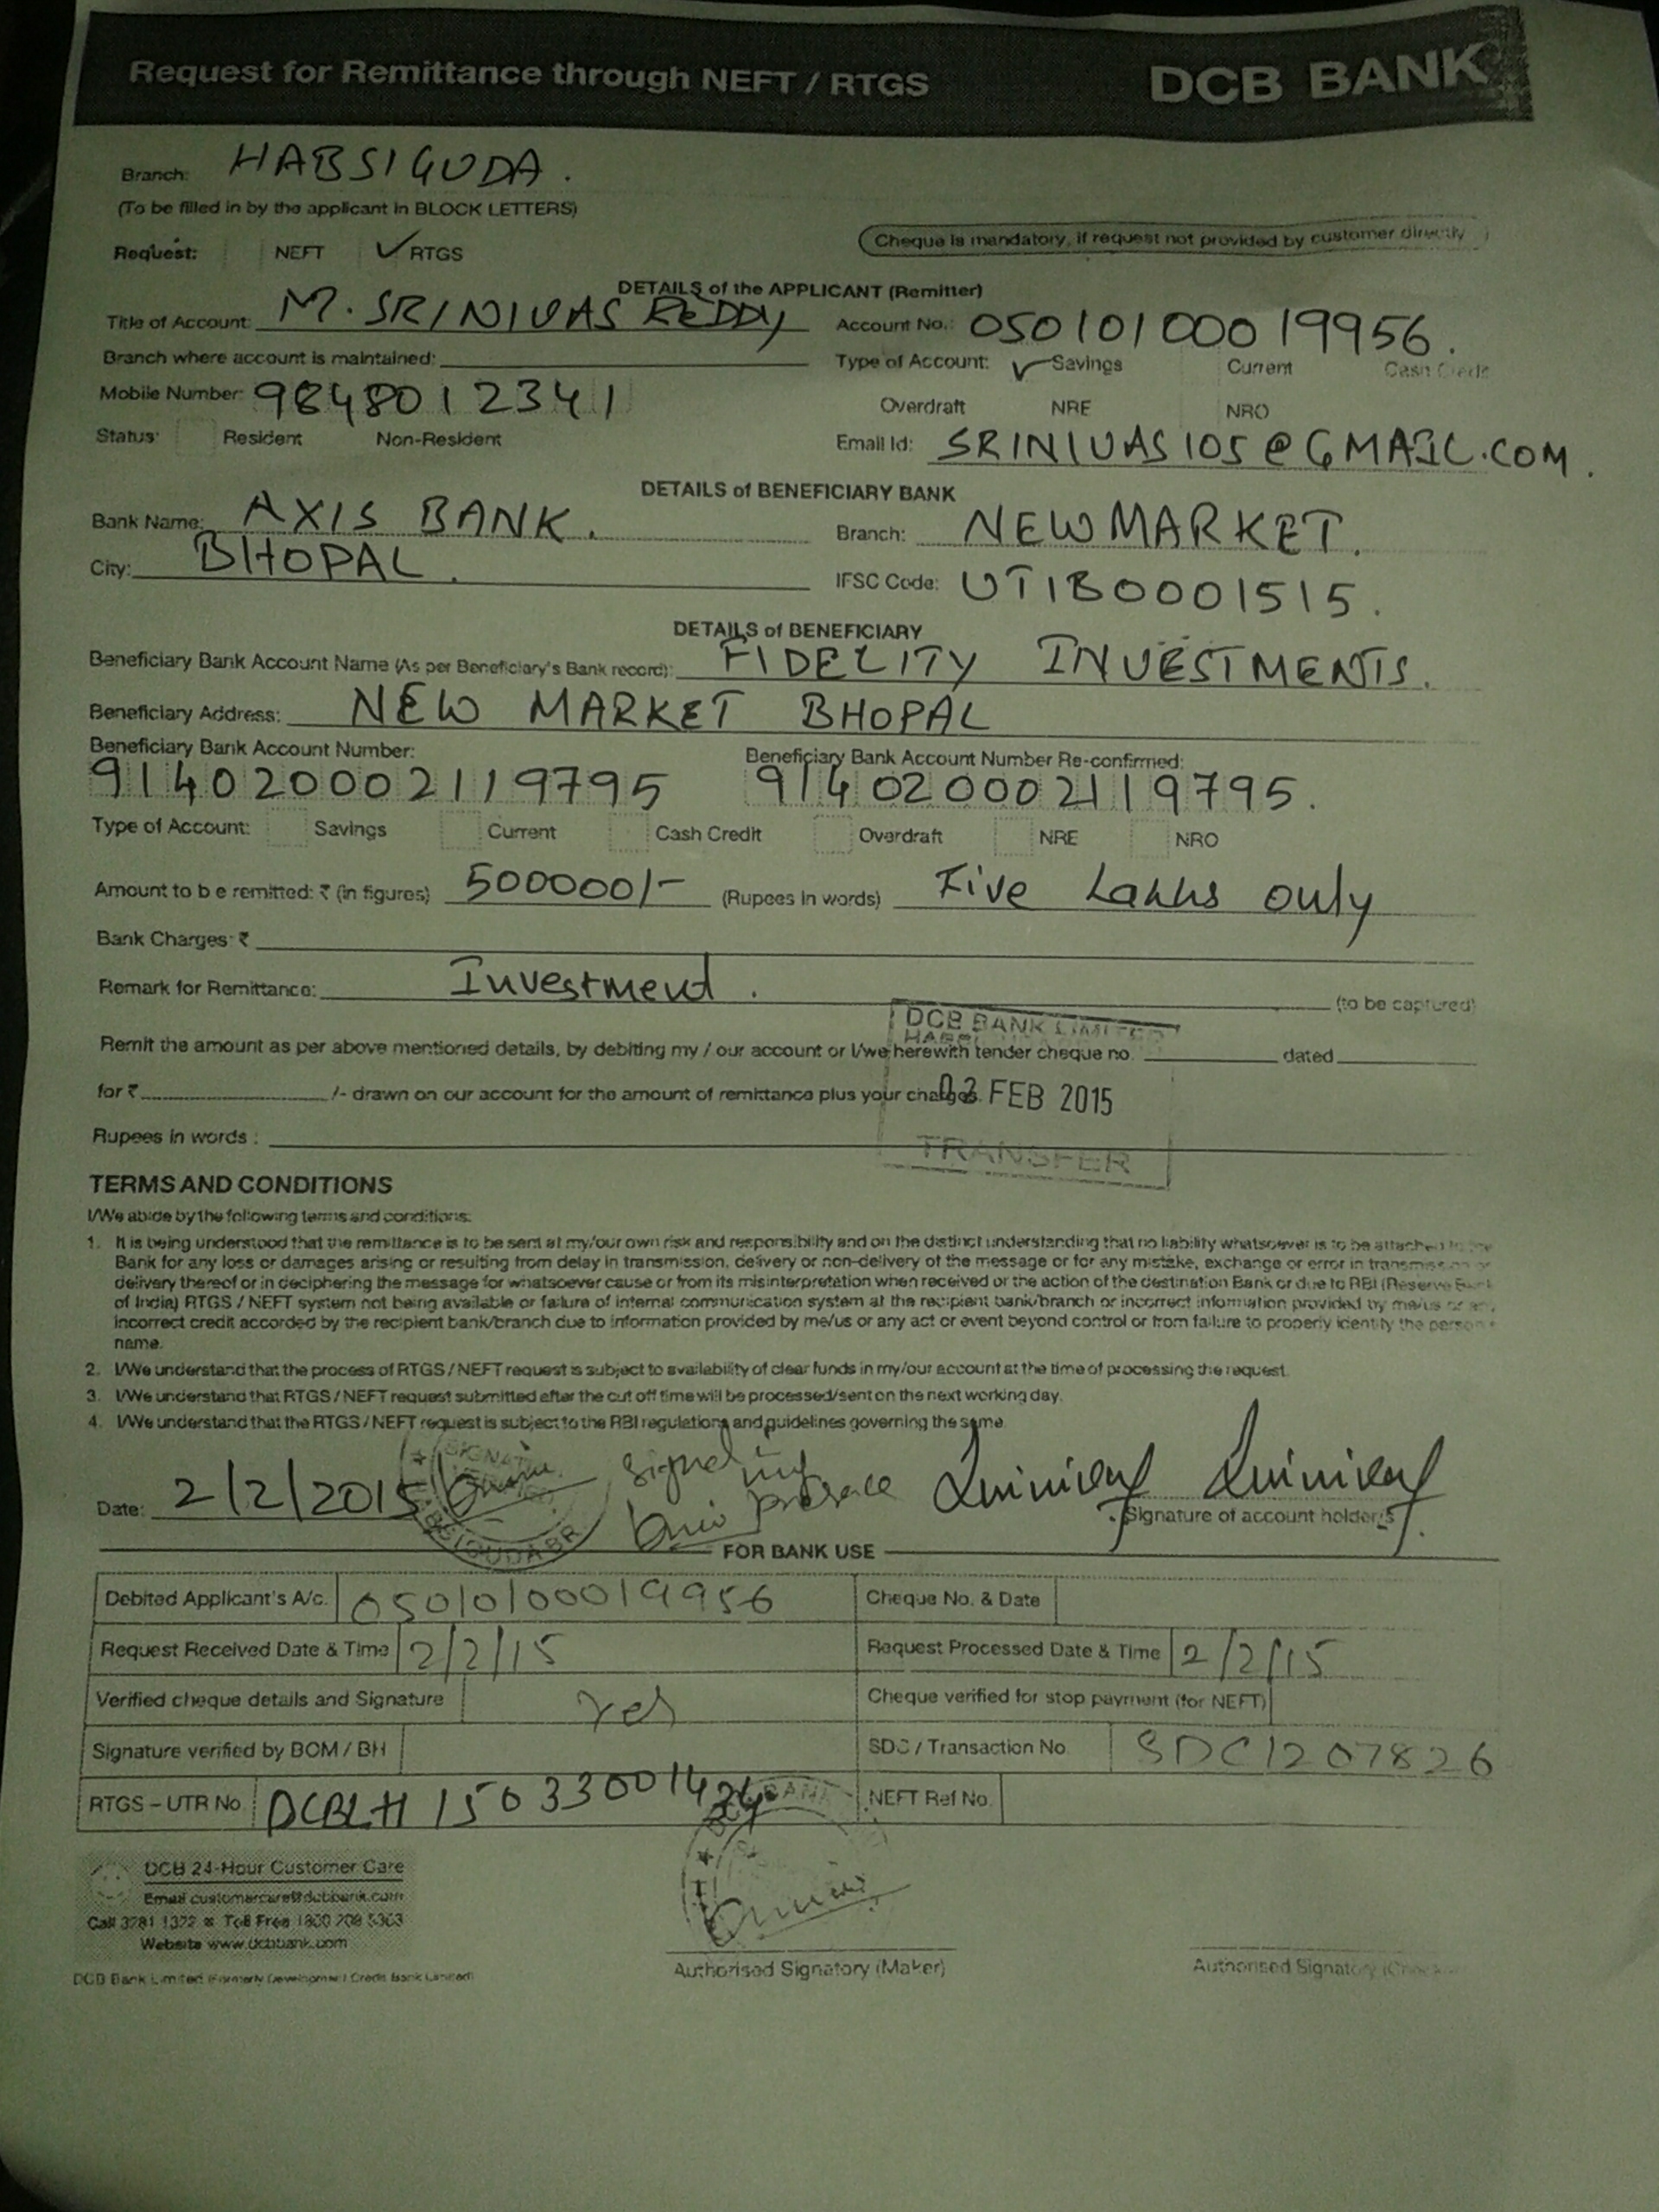 Request for Remittance through NEFT / RTGS DCB BANK
Branch: HABSIGUDA.
(To be filled in by the applicant in BLOCK LETTERS)
Cheque is mandatory, if request not provided by customer directly
Request: NEFT ✓ RTGS
DETAILS of the APPLICANT (Remitter)
Title of Account: M. SRINIVAS REDDY Account No.: 05010100019956.
Branch where account is maintained: Type of Account: ✓ Savings Current Cash Credit
Mobile Number: 9848012341 Overdraft NRE NRO
Status: Resident Non-Resident Email Id: SRINIVAS105@GMAIL.COM.
DETAILS of BENEFICIARY BANK
Bank Name: AXIS BANK. Branch: NEW MARKET.
City: BHOPAL. IFSC Code: UTIB0001515.
DETAILS of BENEFICIARY
Beneficiary Bank Account Name (As per Beneficiary's Bank record): FIDELITY INVESTMENTS.
Beneficiary Address: NEW MARKET BHOPAL
Beneficiary Bank Account Number: Beneficiary Bank Account Number Re-confirmed:
914020002119795 914020002119795.
Type of Account: Savings Current Cash Credit Overdraft NRE NRO
Amount to be remitted: ₹ (in figures) 500000/- (Rupees in words) Five Lakhs only
Bank Charges: ₹
Remark for Remittance: Investment. (to be captured)
DCB BANK LIMITED
Remit the amount as per above mentioned details, by debiting my / our account or I/we herewith tender cheque no. dated
for ₹ /- drawn on our account for the amount of remittance plus your charges.
02 FEB 2015
Rupees in words :
TRANSFER
TERMS AND CONDITIONS
I/We abide by the following terms and conditions:
1. It is being understood that the remittance is to be sent at my/our own risk and responsibility and on the distinct understanding that no liability whatsoever is to be attached to the
Bank for any loss or damages arising or resulting from delay in transmission, delivery or non-delivery of the message or for any mistake, exchange or error in transmission or
delivery thereof or in deciphering the message for whatsoever cause or from its misinterpretation when received or the action of the destination Bank or due to RBI (Reserve Bank
of India) RTGS / NEFT system not being available or failure of internal communication system at the recipient bank/branch or incorrect information provided by me/us or any
incorrect credit accorded by the recipient bank/branch due to information provided by me/us or any act or event beyond control or from failure to properly identify the person
name.
2. I/We understand that the process of RTGS / NEFT request is subject to availability of clear funds in my/our account at the time of processing the request.
3. I/We understand that RTGS / NEFT request submitted after the cut off time will be processed/sent on the next working day.
4. I/We understand that the RTGS / NEFT request is subject to the RBI regulations and guidelines governing the same.
Date: 2/2/2015 signed in my presence Srinivas Srinivas
Signature of account holder/s
FOR BANK USE
Debited Applicant's A/c. 05010100019956 Cheque No. & Date
Request Received Date & Time 2/2/15 Request Processed Date & Time 2/2/15
Verified cheque details and Signature Yes Cheque verified for stop payment (for NEFT)
Signature verified by BOM / BH SDC / Transaction No. SDC1207826
RTGS - UTR No. DCBLH 15033001424 NEFT Ref No.
DCB 24-Hour Customer Care
Email customercare@dcbbank.com
Call 3281 1322 Toll Free 1800 209 5363
Website www.dcbbank.com
DCB Bank Limited (Formerly Development Credit Bank Limited)
Authorised Signatory (Maker) Authorised Signatory